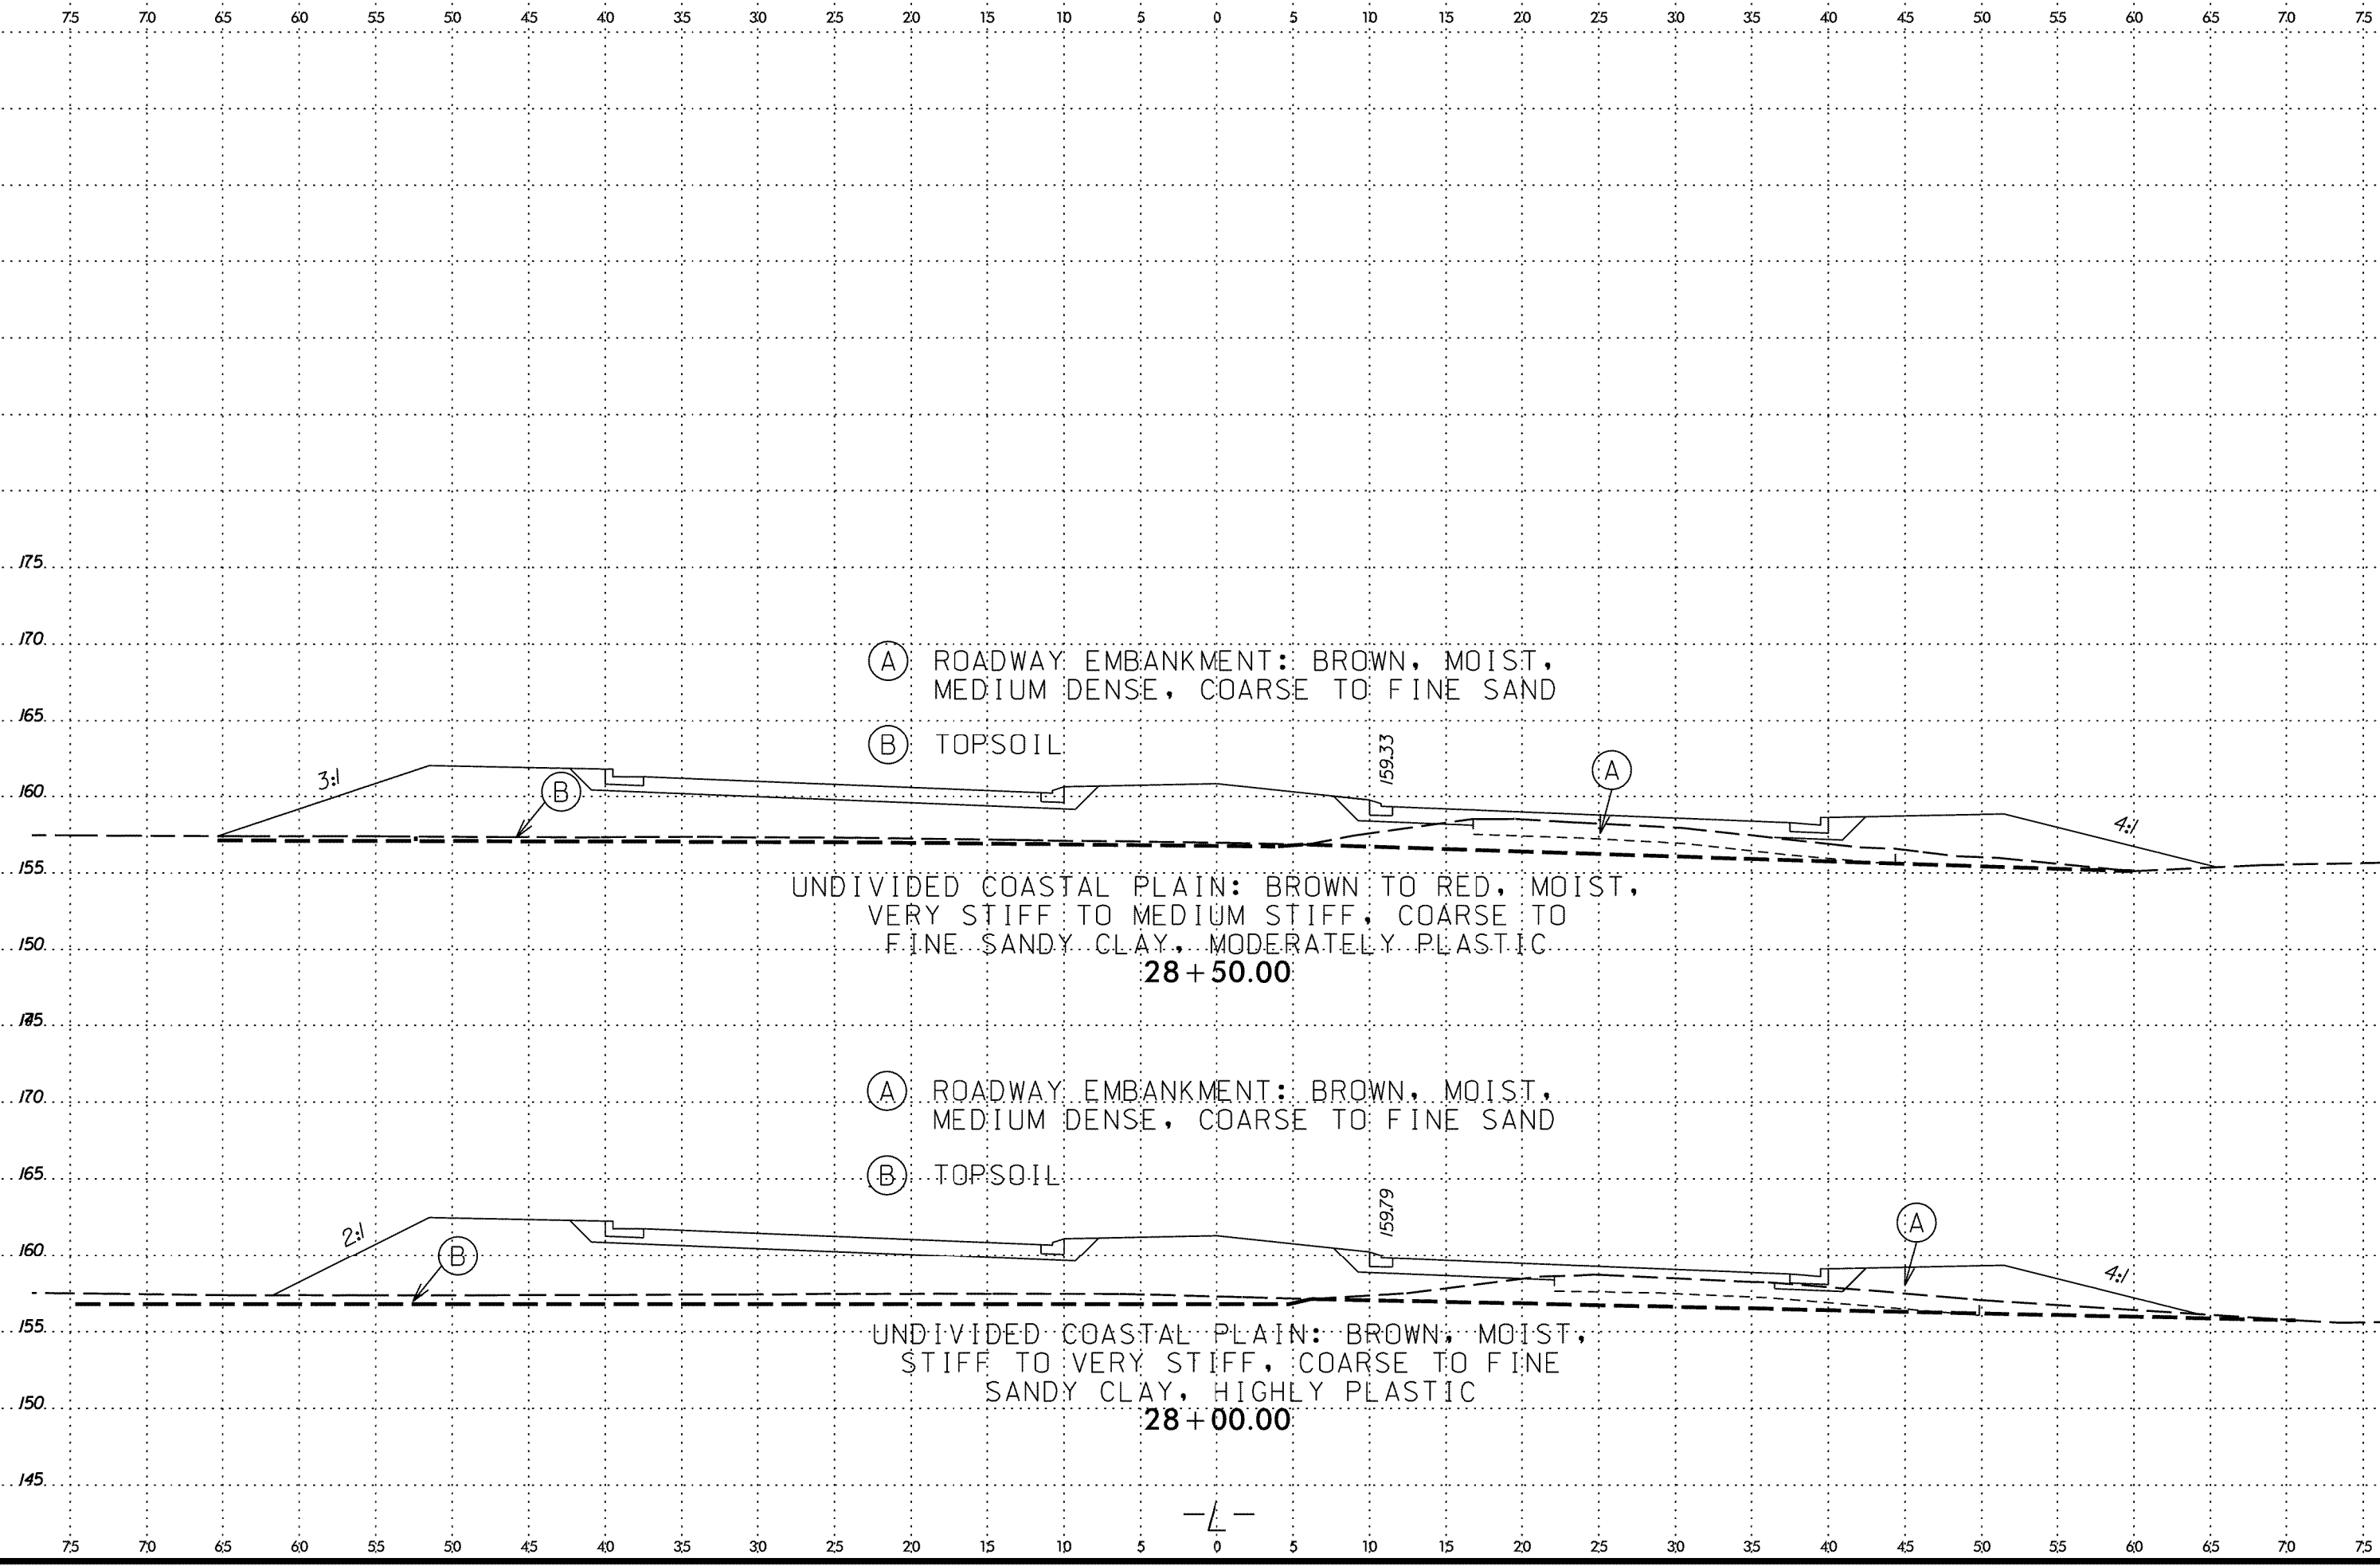 75 70 65 60 55 50 45 40 35 30 25 20 15 10 5 0 5 10 15 20 25 30 35 40 45 50 55 60 65 70 75
175
170
A ROADWAY EMBANKMENT: BROWN, MOIST,
MEDIUM DENSE, COARSE TO FINE SAND
165
B TOPSOIL
159.33
A
3:1
B
160
4:1
155
UNDIVIDED COASTAL PLAIN: BROWN TO RED, MOIST,
VERY STIFF TO MEDIUM STIFF, COARSE TO
150
FINE SANDY CLAY, MODERATELY PLASTIC
28+50.00
170
A ROADWAY EMBANKMENT: BROWN, MOIST,
MEDIUM DENSE, COARSE TO FINE SAND
165
B TOPSOIL
159.79
A
2:1
B
160
4:1
155
UNDIVIDED COASTAL PLAIN: BROWN, MOIST,
STIFF TO VERY STIFF, COARSE TO FINE
SANDY CLAY, HIGHLY PLASTIC
150
28+00.00
145
-L-
75 70 65 60 55 50 45 40 35 30 25 20 15 10 5 0 5 10 15 20 25 30 35 40 45 50 55 60 65 70 75